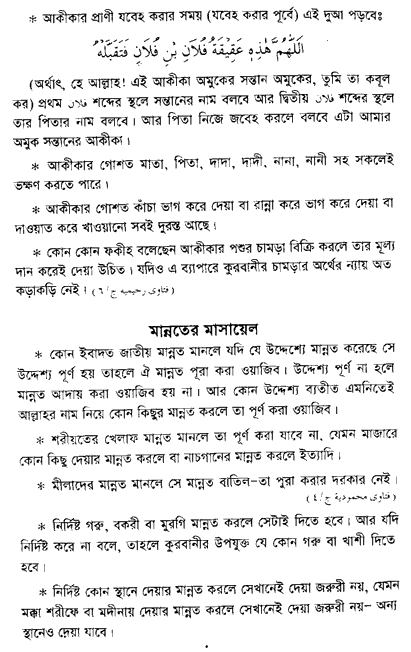 * আকীকার প্রাণী যবেহ করার সময় (যবেহ করার পূর্বে) এই দুআ পড়বেঃ
اَللّٰهُمَّ هٰذِهٖ عَقِيْقَةُ فُلَانِ بْنِ فُلَانٍ فَتَقَبَّلْهُ
(অর্থাৎ, হে আল্লাহ! এই আকীকা অমুকের সন্তান অমুকের, তুমি তা কবূল
কর) প্রথম فلان শব্দের স্থলে সন্তানের নাম বলবে আর দ্বিতীয় فلان শব্দের স্থলে
তার পিতার নাম বলবে। আর পিতা নিজে জবেহ করলে বলবে এটা আমার
অমুক সন্তানের আকীকা।
* আকীকার গোশত মাতা, পিতা, দাদা, দাদী, নানা, নানী সহ সকলেই
ভক্ষণ করতে পারে।
* আকীকার গোশত কাঁচা ভাগ করে দেয়া বা রান্না করে ভাগ করে দেয়া বা
দাওয়াত করে খাওয়ানো সবই দুরস্ত আছে।
* কোন কোন ফকীহ বলেছেন আকীকার পশুর চামড়া বিক্রি করলে তার মূল্য
দান করেই দেয়া উচিত। যদিও এ ব্যাপারে কুরবানীর চামড়ার অর্থের ন্যায় অত
কড়াকড়ি নেই। (فتاوى رحيميه ج/٦)
মান্নতের মাসায়েল
* কোন ইবাদত জাতীয় মান্নত মানলে যদি যে উদ্দেশ্যে মান্নত করেছে সে
উদ্দেশ্য পূর্ণ হয় তাহলে ঐ মান্নত পূরা করা ওয়াজিব। উদ্দেশ্য পূর্ণ না হলে
মান্নত আদায় করা ওয়াজিব হয় না। আর কোন উদ্দেশ্য ব্যতীত এমনিতেই
আল্লাহর নাম নিয়ে কোন কিছুর মান্নত করলে তা পূর্ণ করা ওয়াজিব।
* শরীয়তের খেলাফ মান্নত মানলে তা পূর্ণ করা যাবে না, যেমন মাজারে
কোন কিছু দেয়ার মান্নত করলে বা নাচগানের মান্নত করলে ইত্যাদি।
* মীলাদের মান্নত মানলে সে মান্নত বাতিল-তা পুরা করার দরকার নেই।
(فتاوى محموديه ج/٤)
* নির্দিষ্ট গরু, বকরী বা মুরগি মান্নত করলে সেটাই দিতে হবে। আর যদি
নির্দিষ্ট করে না বলে, তাহলে কুরবানীর উপযুক্ত যে কোন গরু বা খাশী দিতে
হবে।
* নির্দিষ্ট কোন স্থানে দেয়ার মান্নত করলে সেখানেই দেয়া জরুরী নয়, যেমন
মক্কা শরীফে বা মদীনায় দেয়ার মান্নত করলে সেখানেই দেয়া জরুরী নয়– অন্য
স্থানেও দেয়া যাবে।